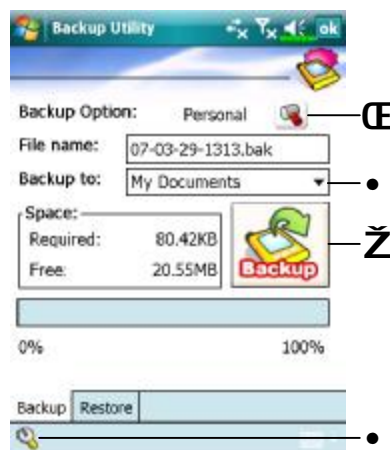 Backup Utility ok
Backup Option: Personal Œ
File name: 07-03-29-1313.bak
Backup to: My Documents •
Space:
Required: 80.42KB
Free: 20.55MB
Backup Ž
0% 100%
Backup Restore
•